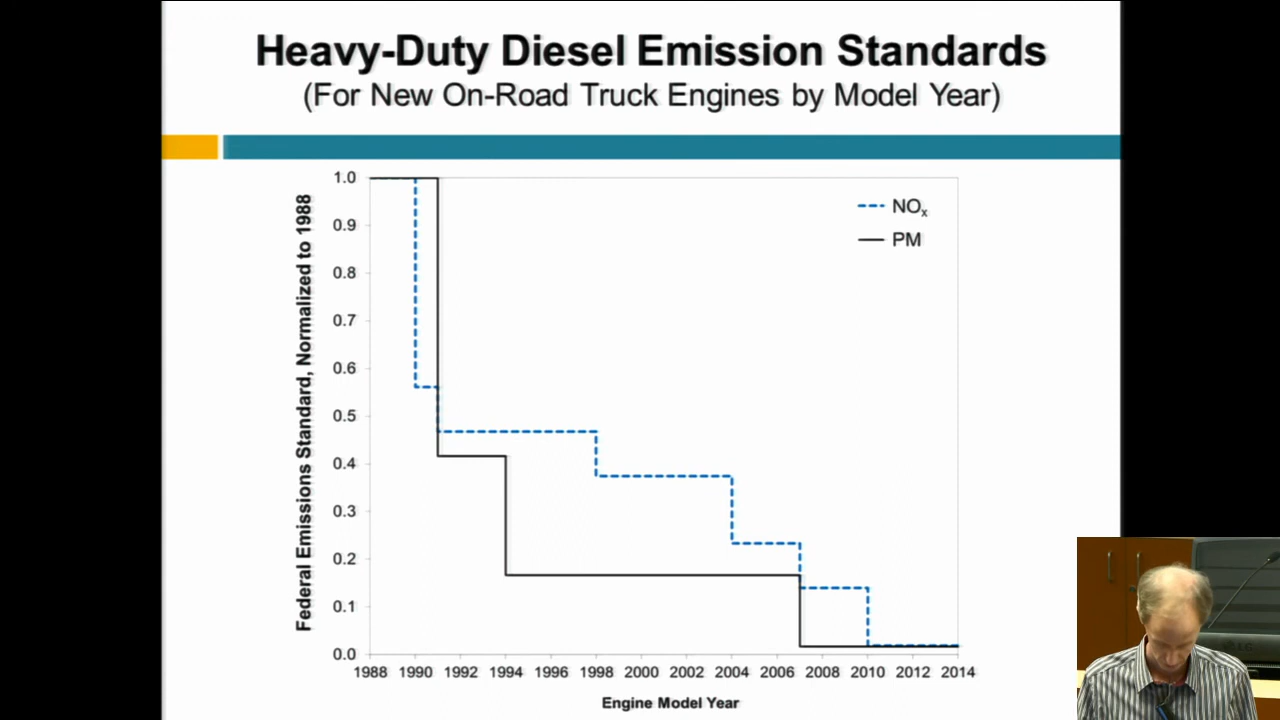 Heavy-Duty Diesel Emission Standards
(For New On-Road Truck Engines by Model Year)
Federal Emissions Standard, Normalized to 1988
1.0
0.9
0.8
0.7
0.6
0.5
0.4
0.3
0.2
0.1
0.0
NOx
PM
1988 1990 1992 1994 1996 1998 2000 2002 2004 2006 2008 2010 2012 2014
Engine Model Year
LG